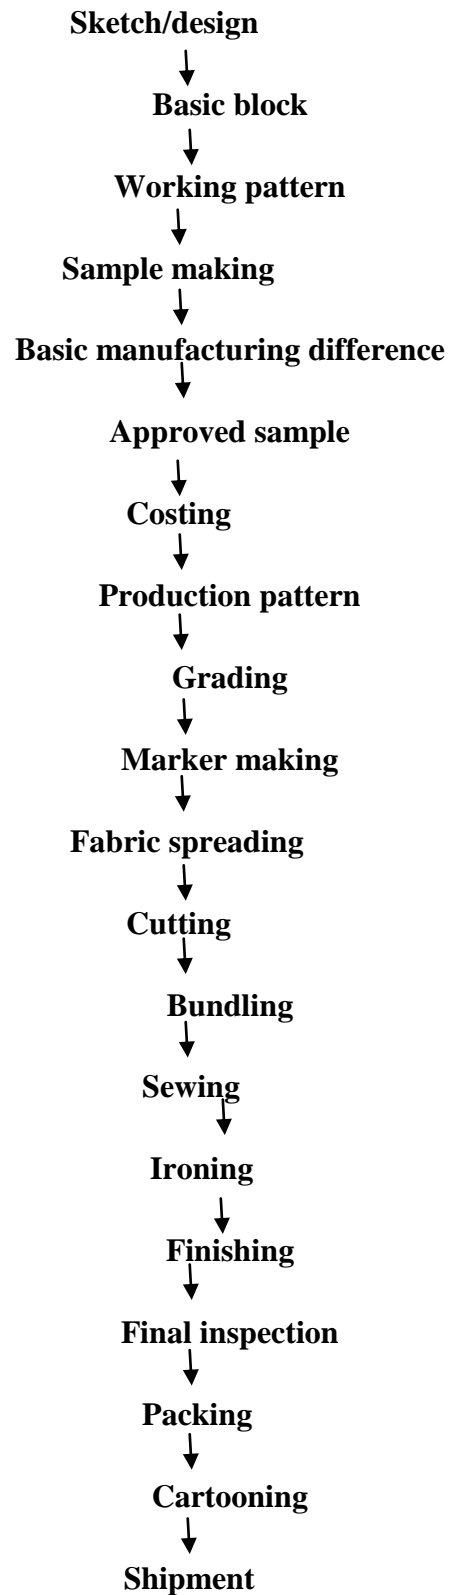 Sketch/design
Basic block
Working pattern
Sample making
Basic manufacturing difference
Approved sample
Costing
Production pattern
Grading
Marker making
Fabric spreading
Cutting
Bundling
Sewing
Ironing
Finishing
Final inspection
Packing
Cartooning
Shipment